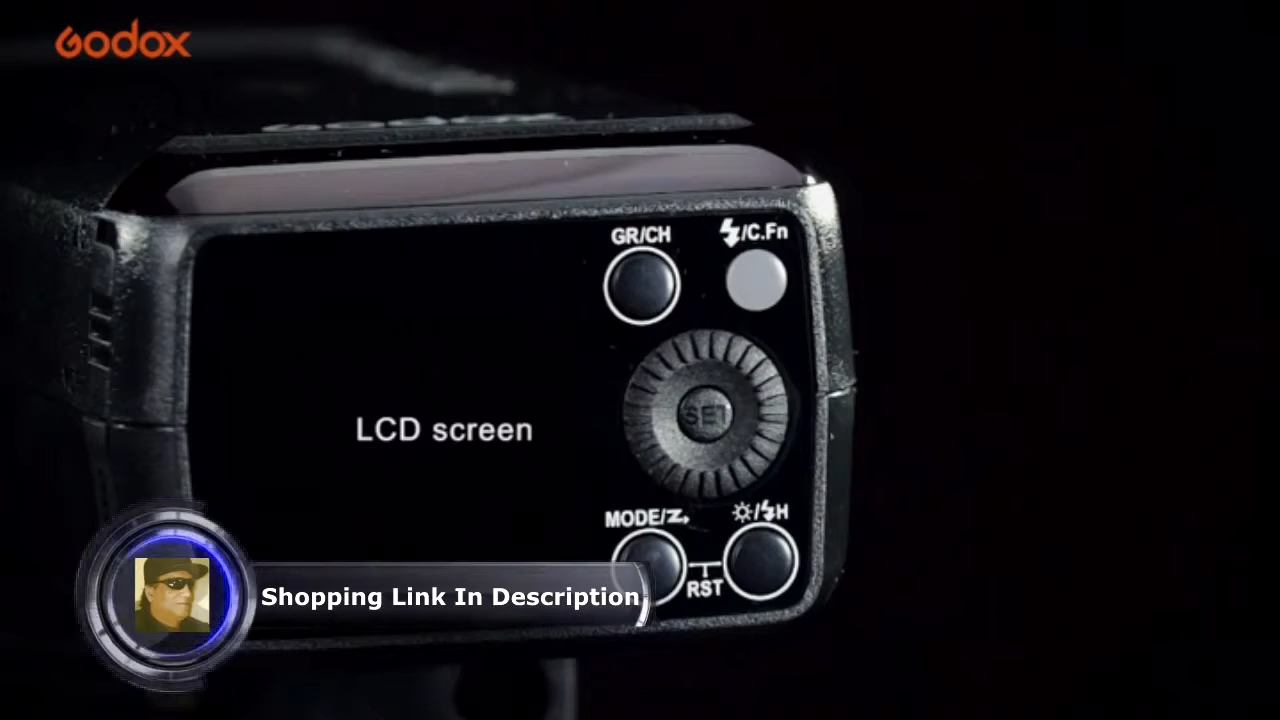 Godox
GR/CH
/C.Fn
SET
LCD screen
MODE/
/ H
RST
Shopping Link In Description